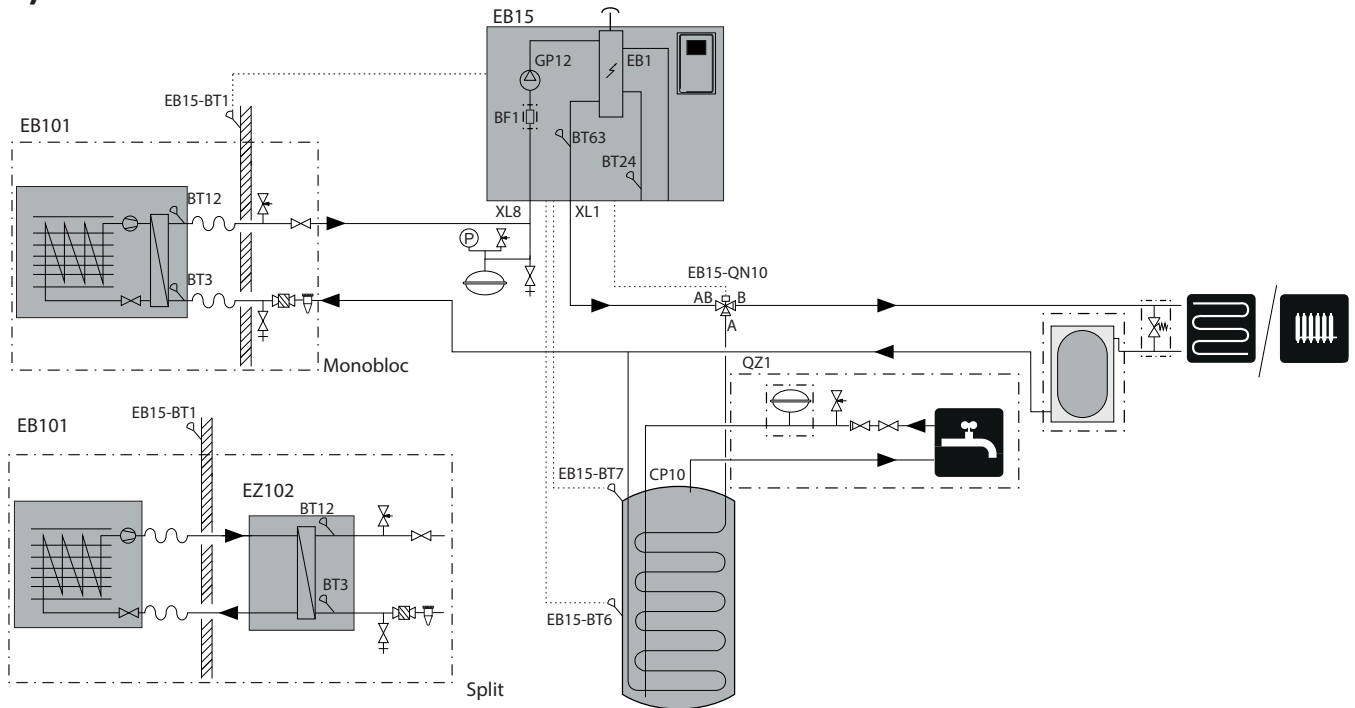 EB15
GP12
EB1
EB15-BT1
BF1
EB101
BT63
BT24
BT12
XL8
XL1
P
BT3
EB15-QN10
AB
B
A
Monobloc
QZ1
EB15-BT1
EB101
EB15-BT7
CP10
EZ102
BT12
BT3
EB15-BT6
Split